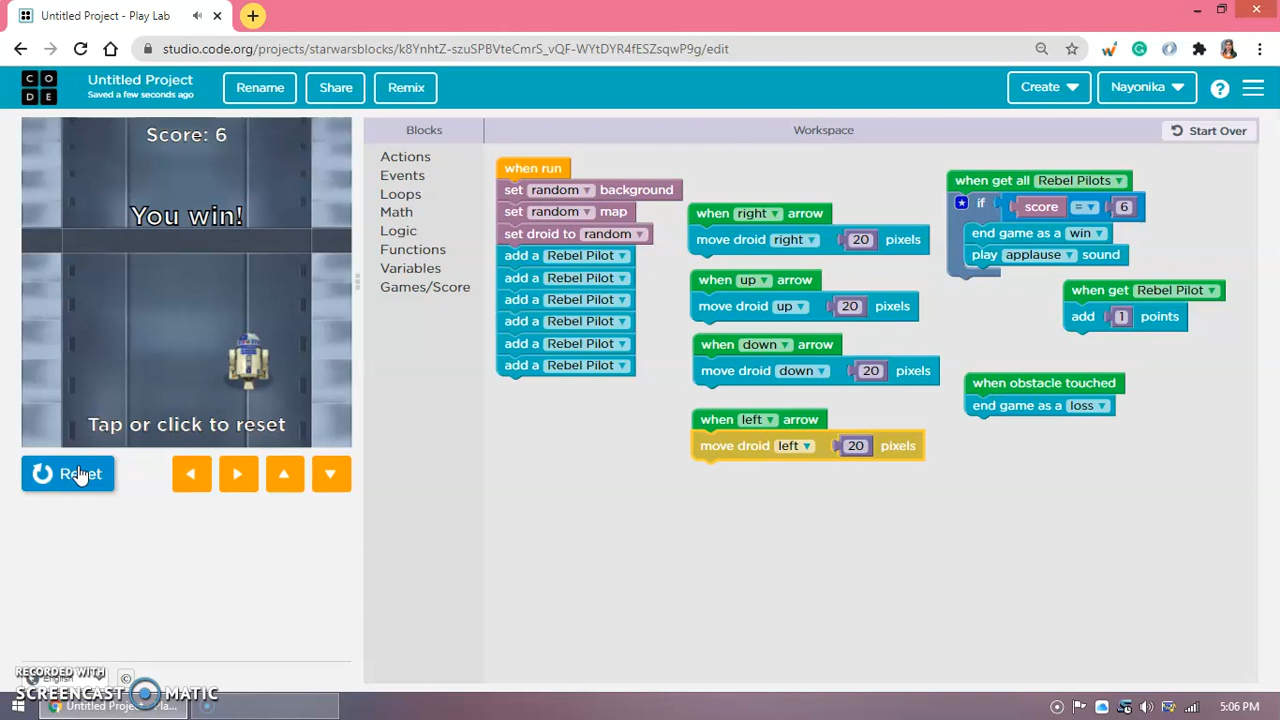 Untitled Project - Play Lab
studio.code.org/projects/starwarsblocks/k8YnhtZ-szuSPBVteCmrS_vQF-WYtDYR4fESZsqWP9g/edit
C O
D E
Untitled Project
Saved a few seconds ago
Rename
Share
Remix
Create
Nayonika
?
Score: 6
You win!
Tap or click to reset
Reset
Blocks
Actions
Events
Loops
Math
Logic
Functions
Variables
Games/Score
Workspace
Start Over
when run
set random background
set random map
set droid to random
add a Rebel Pilot
add a Rebel Pilot
add a Rebel Pilot
add a Rebel Pilot
add a Rebel Pilot
add a Rebel Pilot
when right arrow
move droid right 20 pixels
when up arrow
move droid up 20 pixels
when down arrow
move droid down 20 pixels
when left arrow
move droid left 20 pixels
when get all Rebel Pilots
if score = 6
end game as a win
play applause sound
when get Rebel Pilot
add 1 points
when obstacle touched
end game as a loss
English
©
RECORDED WITH
SCREENCAST MATIC
Untitled Project - Pla...
5:06 PM